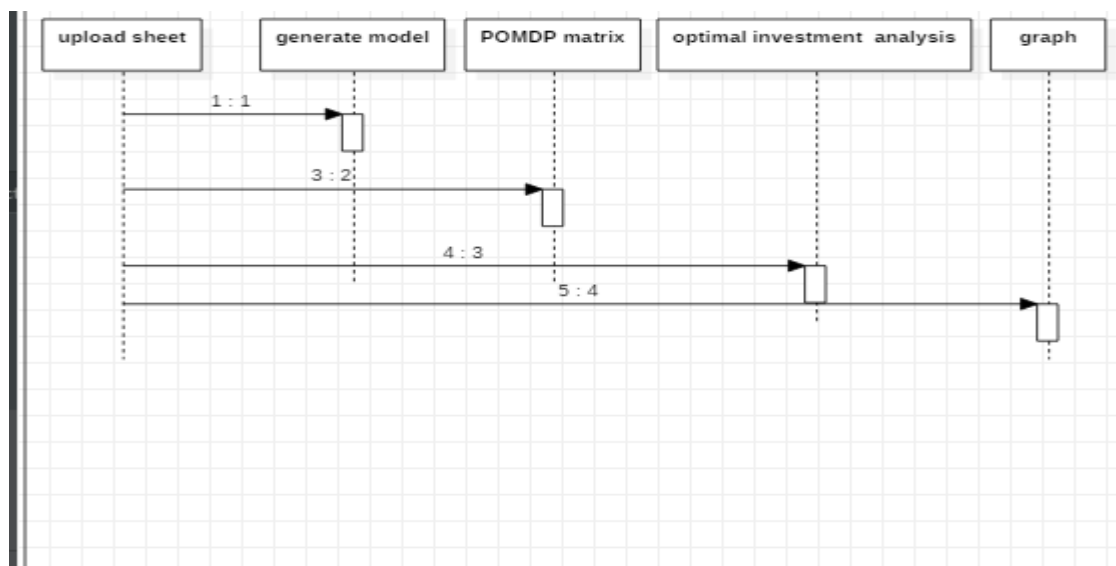 upload sheet
generate model
POMDP matrix
optimal investment  analysis
graph
1 : 1
3 : 2
4 : 3
5 : 4